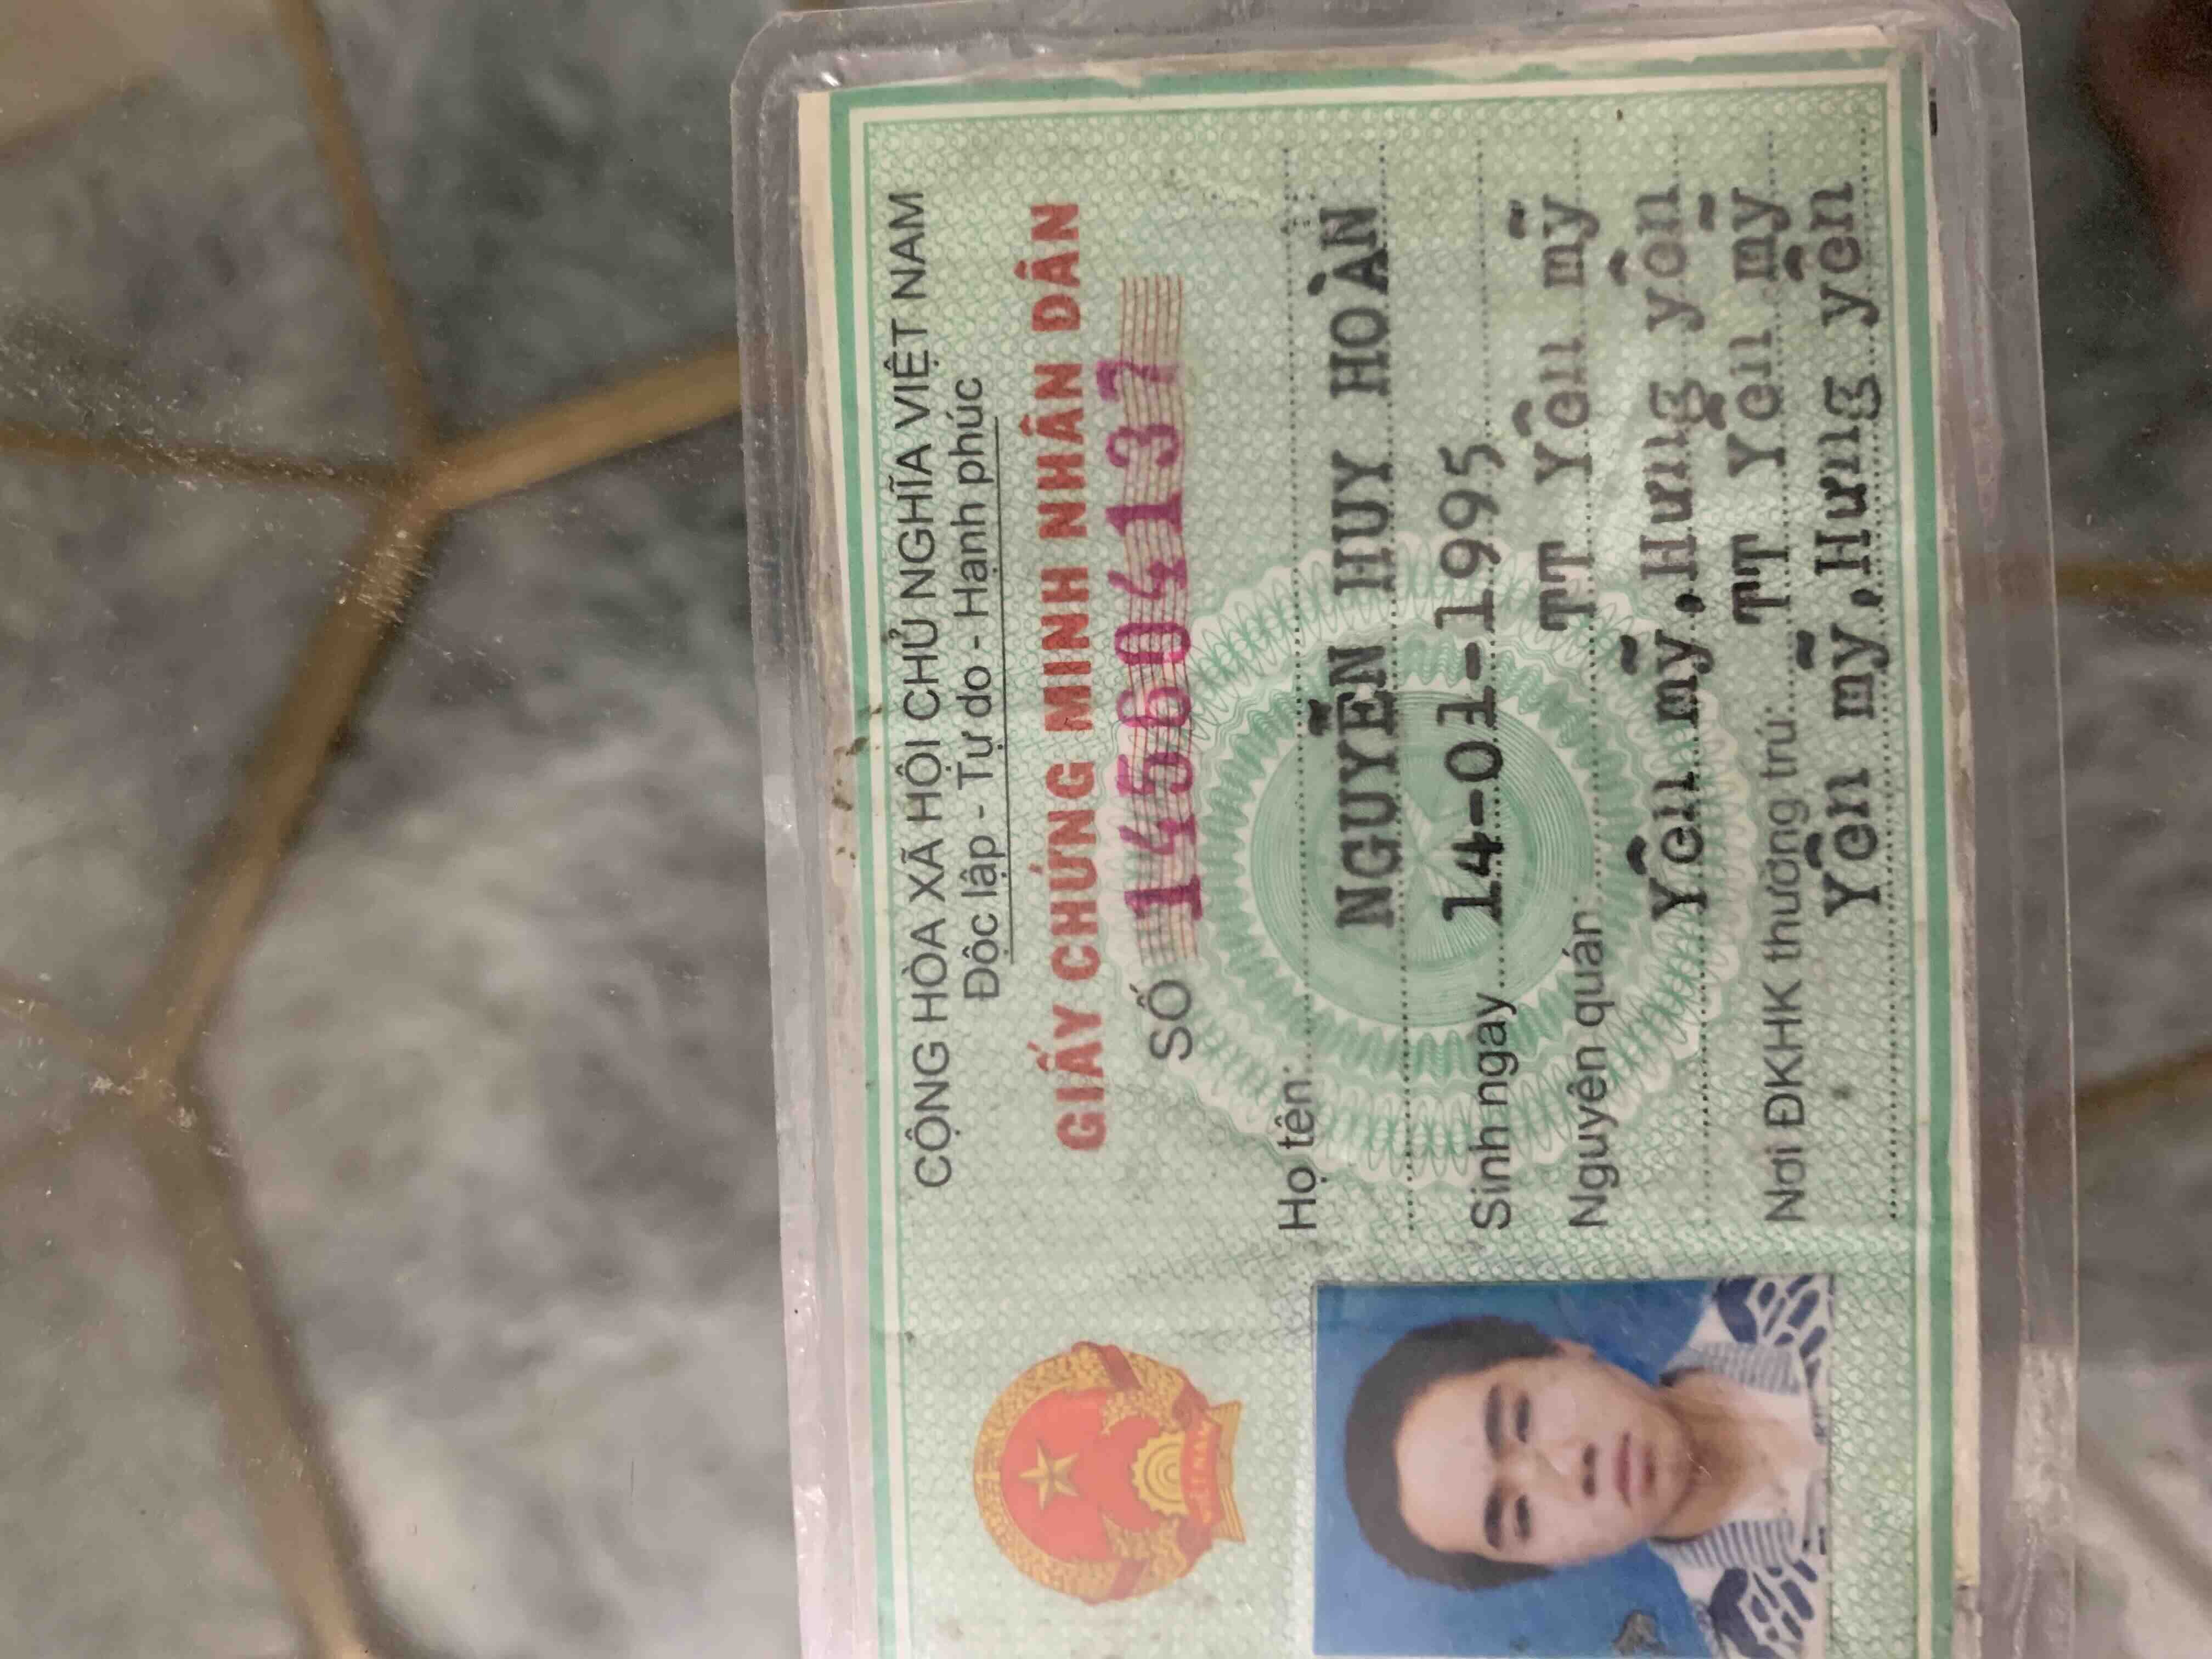 CỘNG HÒA XÃ HỘI CHỦ NGHĨA VIỆT NAM
Độc lập - Tự do - Hạnh phúc
GIẤY CHỨNG MINH NHÂN DÂN
SỐ 145604137
Họ tên:
NGUYỄN HUY HOÀN
Sinh ngày 14-01-1995
Nguyên quán: TT Yên mỹ
Yên mỹ,Hưng yên
Nơi ĐKHK thường trú: TT Yên mỹ
Yên mỹ,Hưng yên
VIỆT NAM